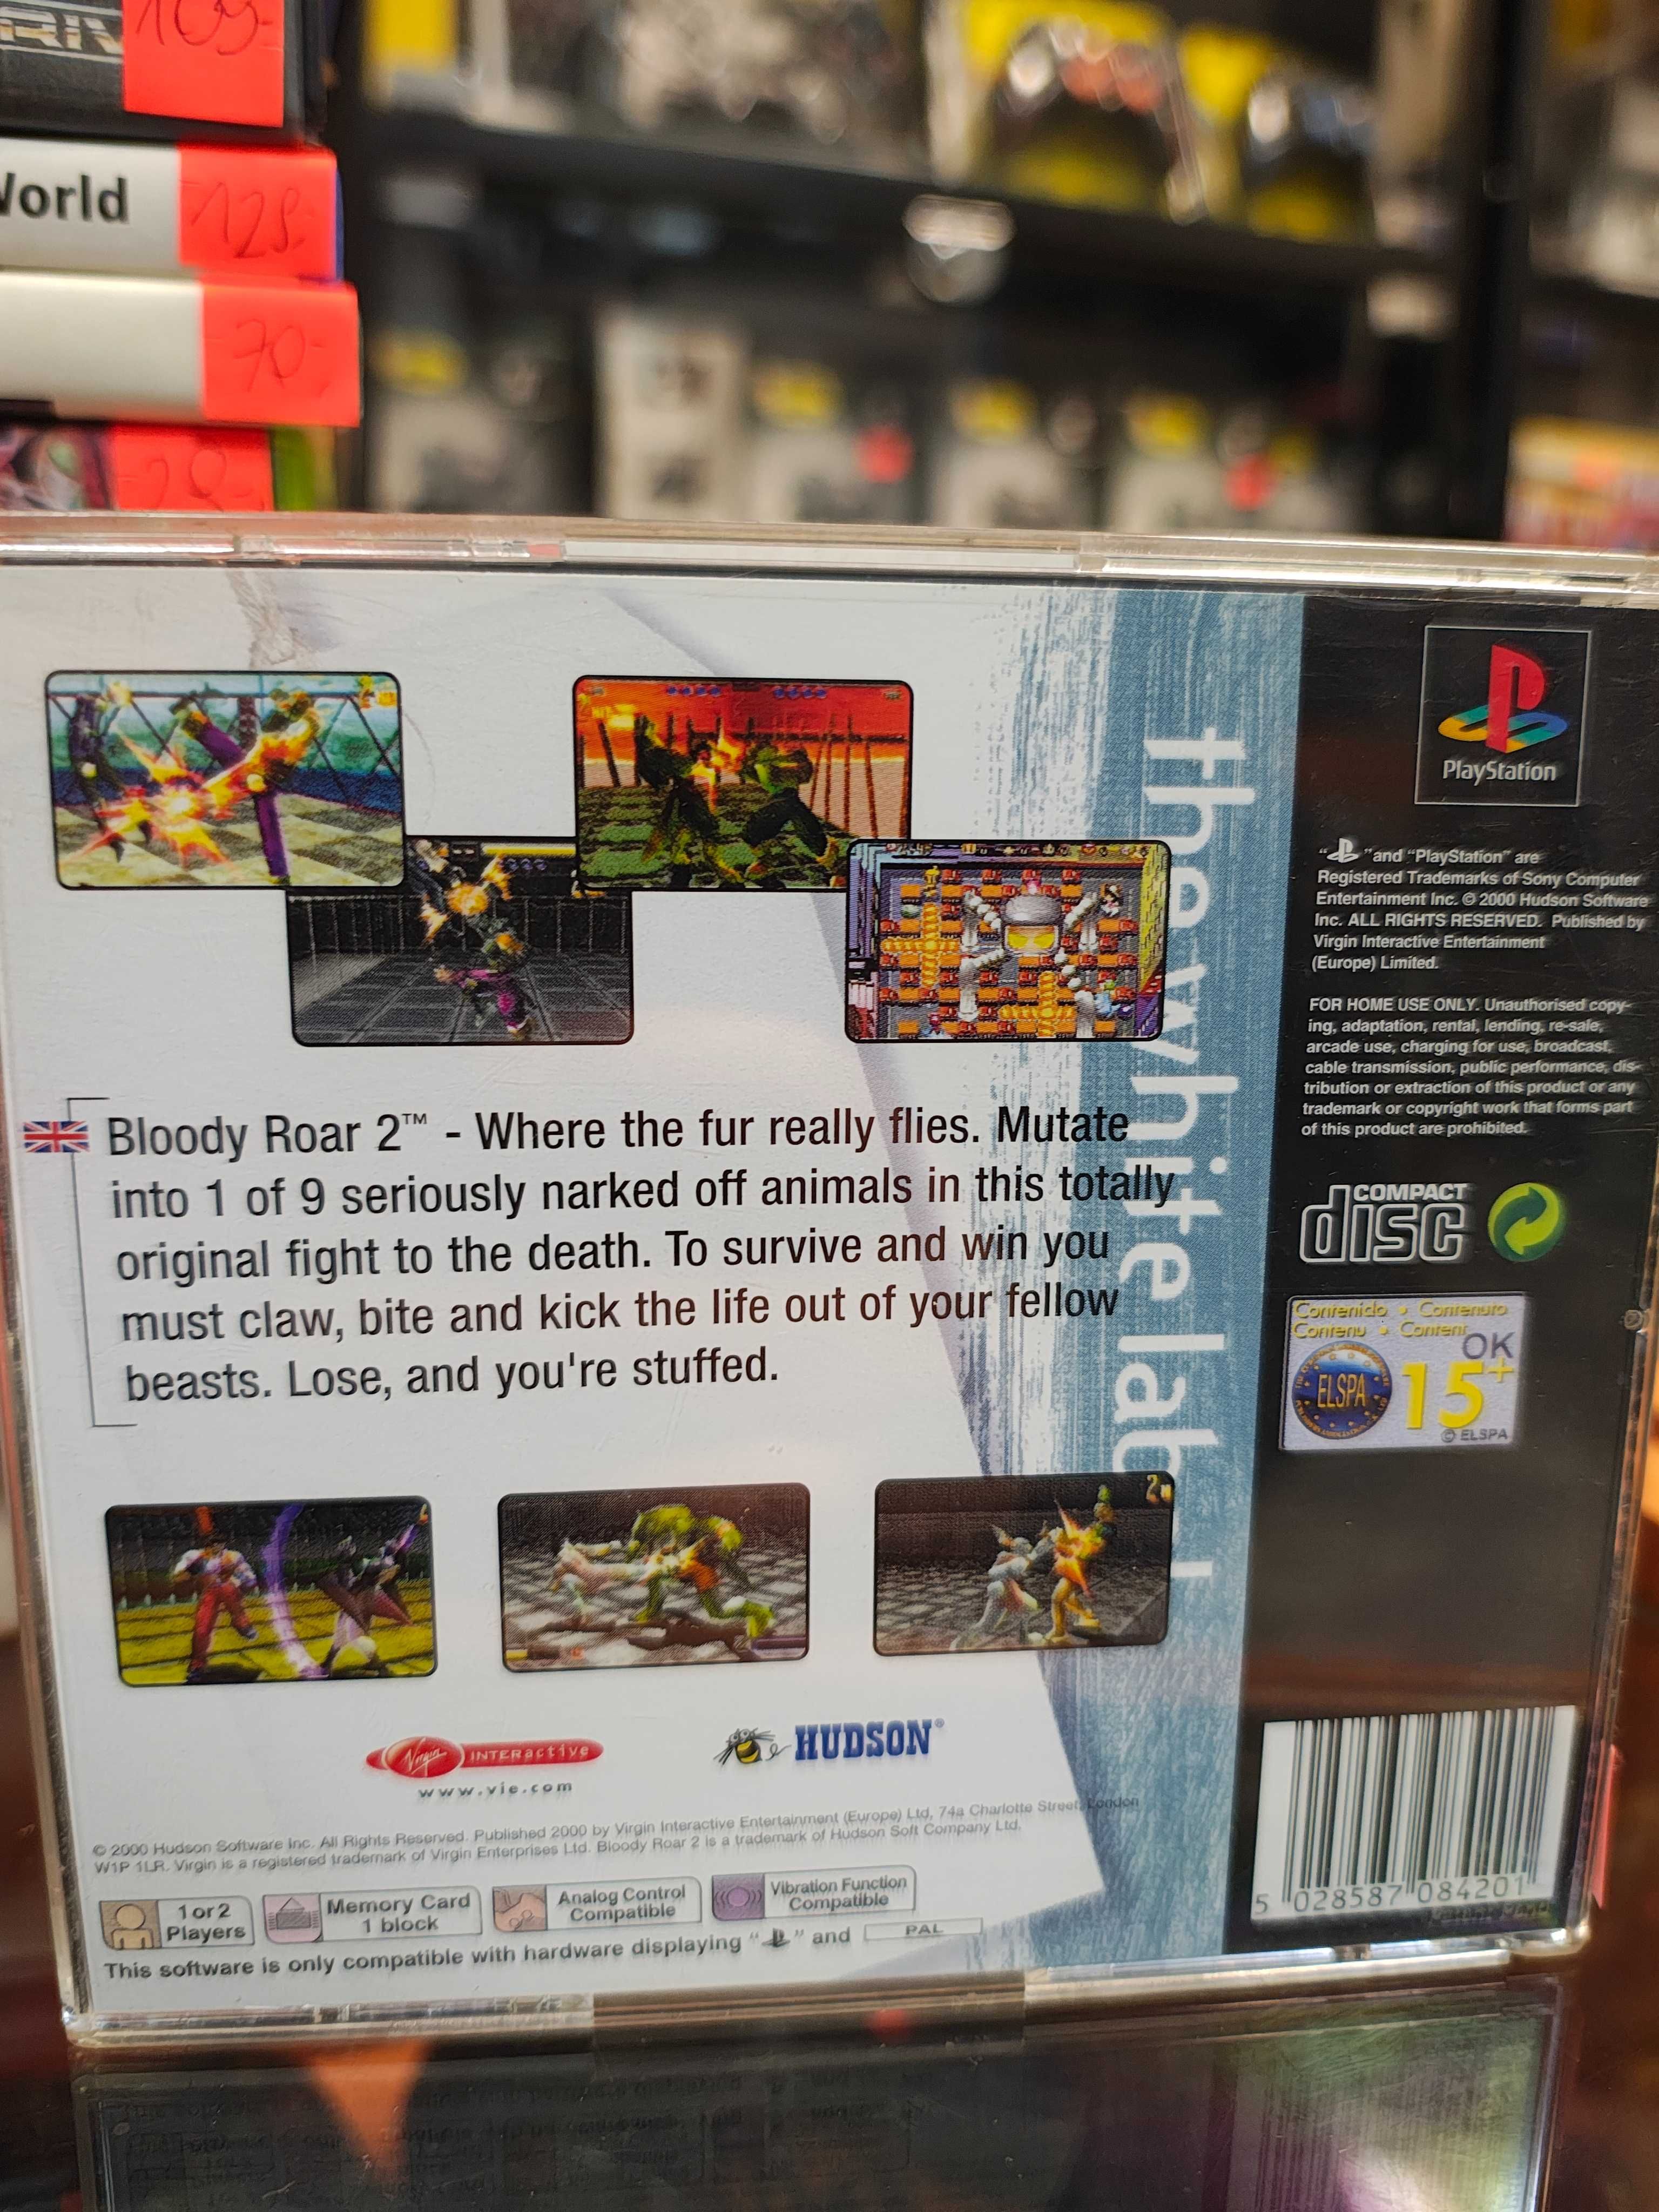 109-
World
129.-
70.-
PlayStation
the white label
“ ”and “PlayStation” are
Registered Trademarks of Sony Computer
Entertainment Inc. © 2000 Hudson Software
Inc. ALL RIGHTS RESERVED. Published by
Virgin Interactive Entertainment
(Europe) Limited.
FOR HOME USE ONLY. Unauthorised copy-
ing, adaptation, rental, lending, re-sale,
arcade use, charging for use, broadcast,
cable transmission, public performance, dis-
tribution or extraction of this product or any
trademark or copyright work that forms part
of this product are prohibited.
COMPACT
disc
Contenido • Contenuto
Contenu • Content
OK
ELSPA
15+
© ELSPA
Bloody Roar 2™ - Where the fur really flies. Mutate
into 1 of 9 seriously narked off animals in this totally
original fight to the death. To survive and win you
must claw, bite and kick the life out of your fellow
beasts. Lose, and you're stuffed.
Virgin INTERactive
www.vie.com
HUDSON®
© 2000 Hudson Software Inc. All Rights Reserved. Published 2000 by Virgin Interactive Entertainment (Europe) Ltd, 74a Charlotte Street, London
W1P 1LR. Virgin is a registered trademark of Virgin Enterprises Ltd. Bloody Roar 2 is a trademark of Hudson Soft Company Ltd.
1 or 2
Players
Memory Card
1 block
Analog Control
Compatible
Vibration Function
Compatible
This software is only compatible with hardware displaying “ ” and PAL
5 028587 084201